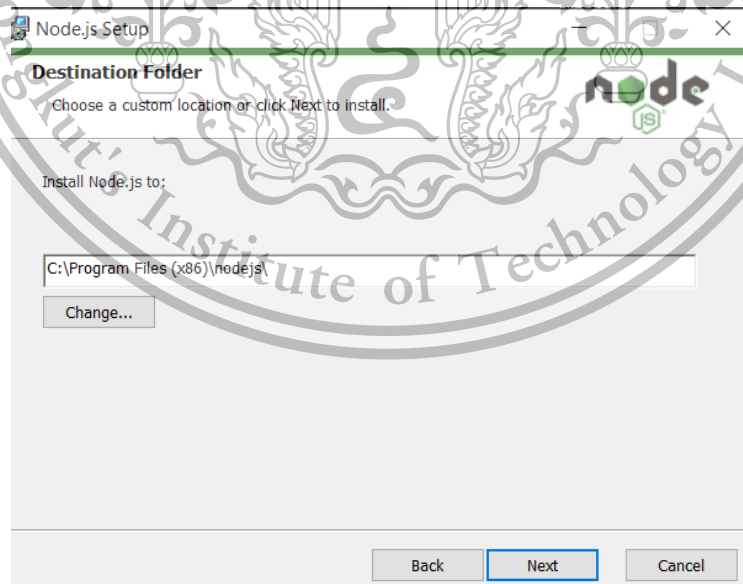 Node.js Setup
Destination Folder
Choose a custom location or click Next to install.
node
JS
Install Node.js to:
C:\Program Files (x86)\nodejs\
Change...
Back
Next
Cancel
kut's Institute of Technology